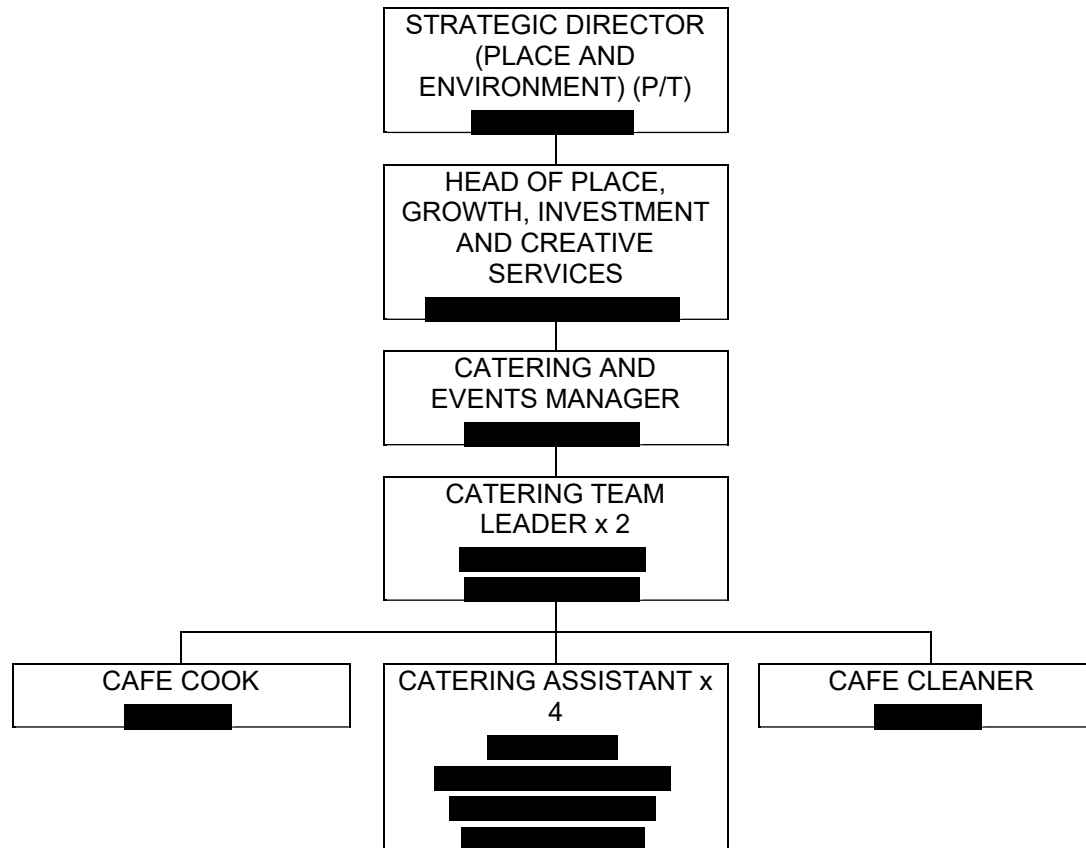 STRATEGIC DIRECTOR
(PLACE AND
ENVIRONMENT) (P/T)
HEAD OF PLACE,
GROWTH, INVESTMENT
AND CREATIVE
SERVICES
CATERING AND
EVENTS MANAGER
CATERING TEAM
LEADER x 2
CAFE COOK
CATERING ASSISTANT x
4
CAFE CLEANER